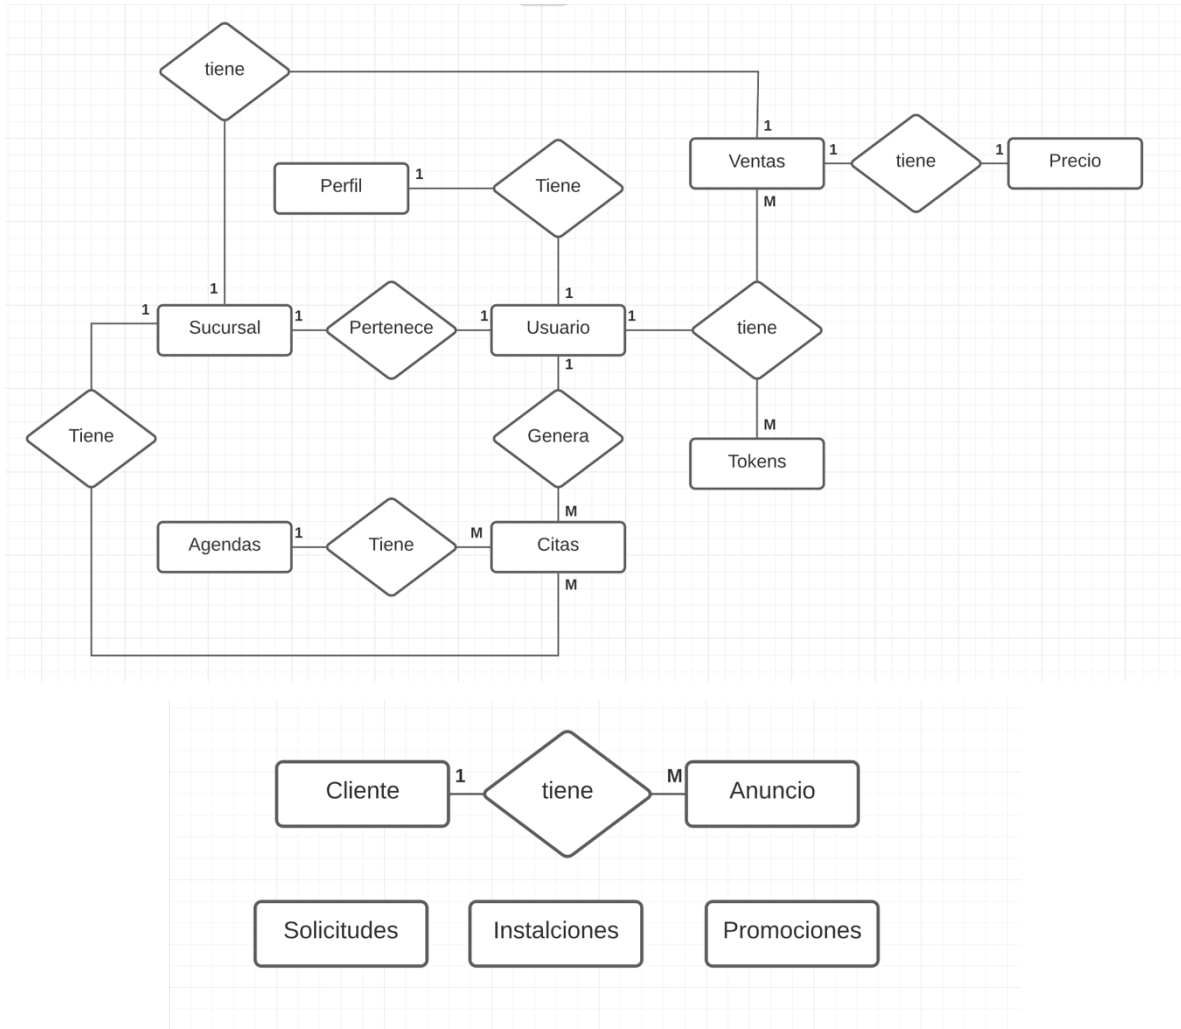 tiene
1
Ventas
1
tiene
1
Precio
M
Perfil
1
Tiene
1
1
1
Sucursal
1
Pertenece
1
Usuario
1
tiene
1
Tiene
Genera
M
Tokens
M
Agendas
1
Tiene
M
Citas
M
Cliente
1
tiene
M
Anuncio
Solicitudes
Instalciones
Promociones